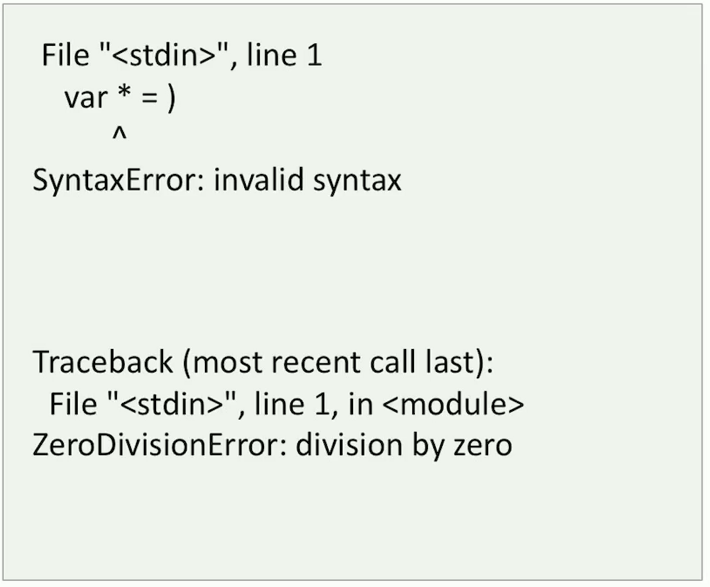 File "<stdin>", line 1
var * = )
^
SyntaxError: invalid syntax
Traceback (most recent call last):
File "<stdin>", line 1, in <module>
ZeroDivisionError: division by zero